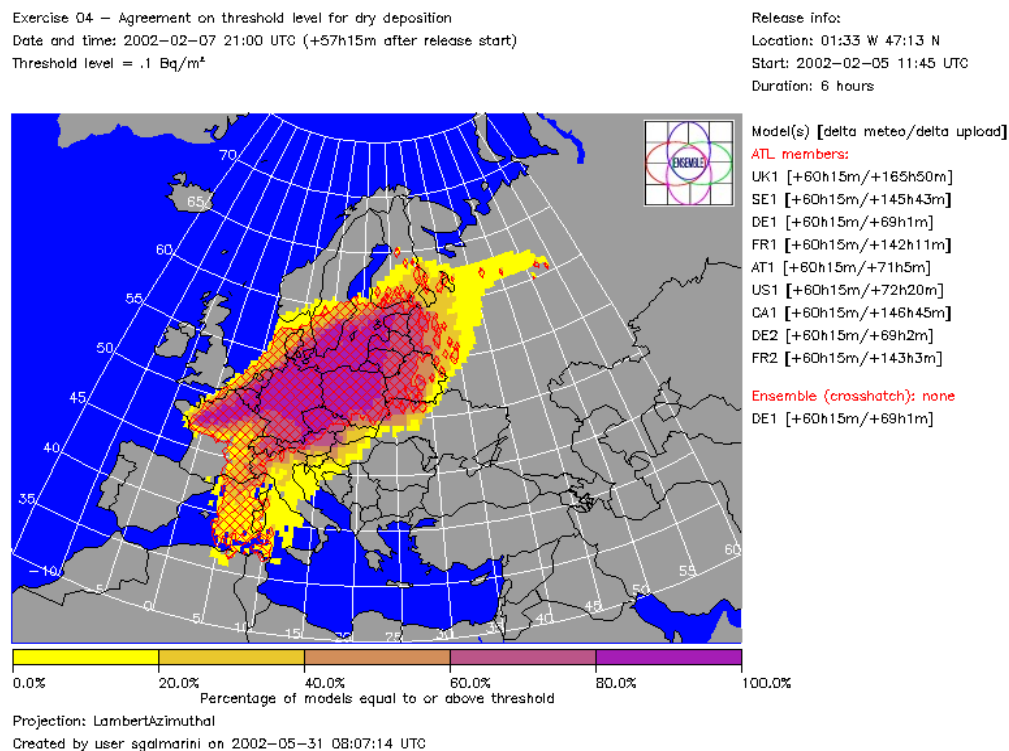 Exercise 04 – Agreement on threshold level for dry deposition
Date and time: 2002–02–07 21:00 UTC (+57h15m after release start)
Threshold level = .1 Bq/m²
Release info:
Location: 01:33 W 47:13 N
Start: 2002–02–05 11:45 UTC
Duration: 6 hours
ENSEMBLE
70
65
60
55
50
45
40
35
–10
–5
0
5
10
15
20
25
30
35
40
45
50
55
60
Model(s) [delta meteo/delta upload]
ATL members:
UK1 [+60h15m/+165h50m]
SE1 [+60h15m/+145h43m]
DE1 [+60h15m/+69h1m]
FR1 [+60h15m/+142h11m]
AT1 [+60h15m/+71h5m]
US1 [+60h15m/+72h20m]
CA1 [+60h15m/+146h45m]
DE2 [+60h15m/+69h2m]
FR2 [+60h15m/+143h3m]
Ensemble (crosshatch): none
DE1 [+60h15m/+69h1m]
0.0% 20.0% 40.0% 60.0% 80.0% 100.0%
Percentage of models equal to or above threshold
Projection: LambertAzimuthal
Created by user sgalmarini on 2002–05–31 08:07:14 UTC